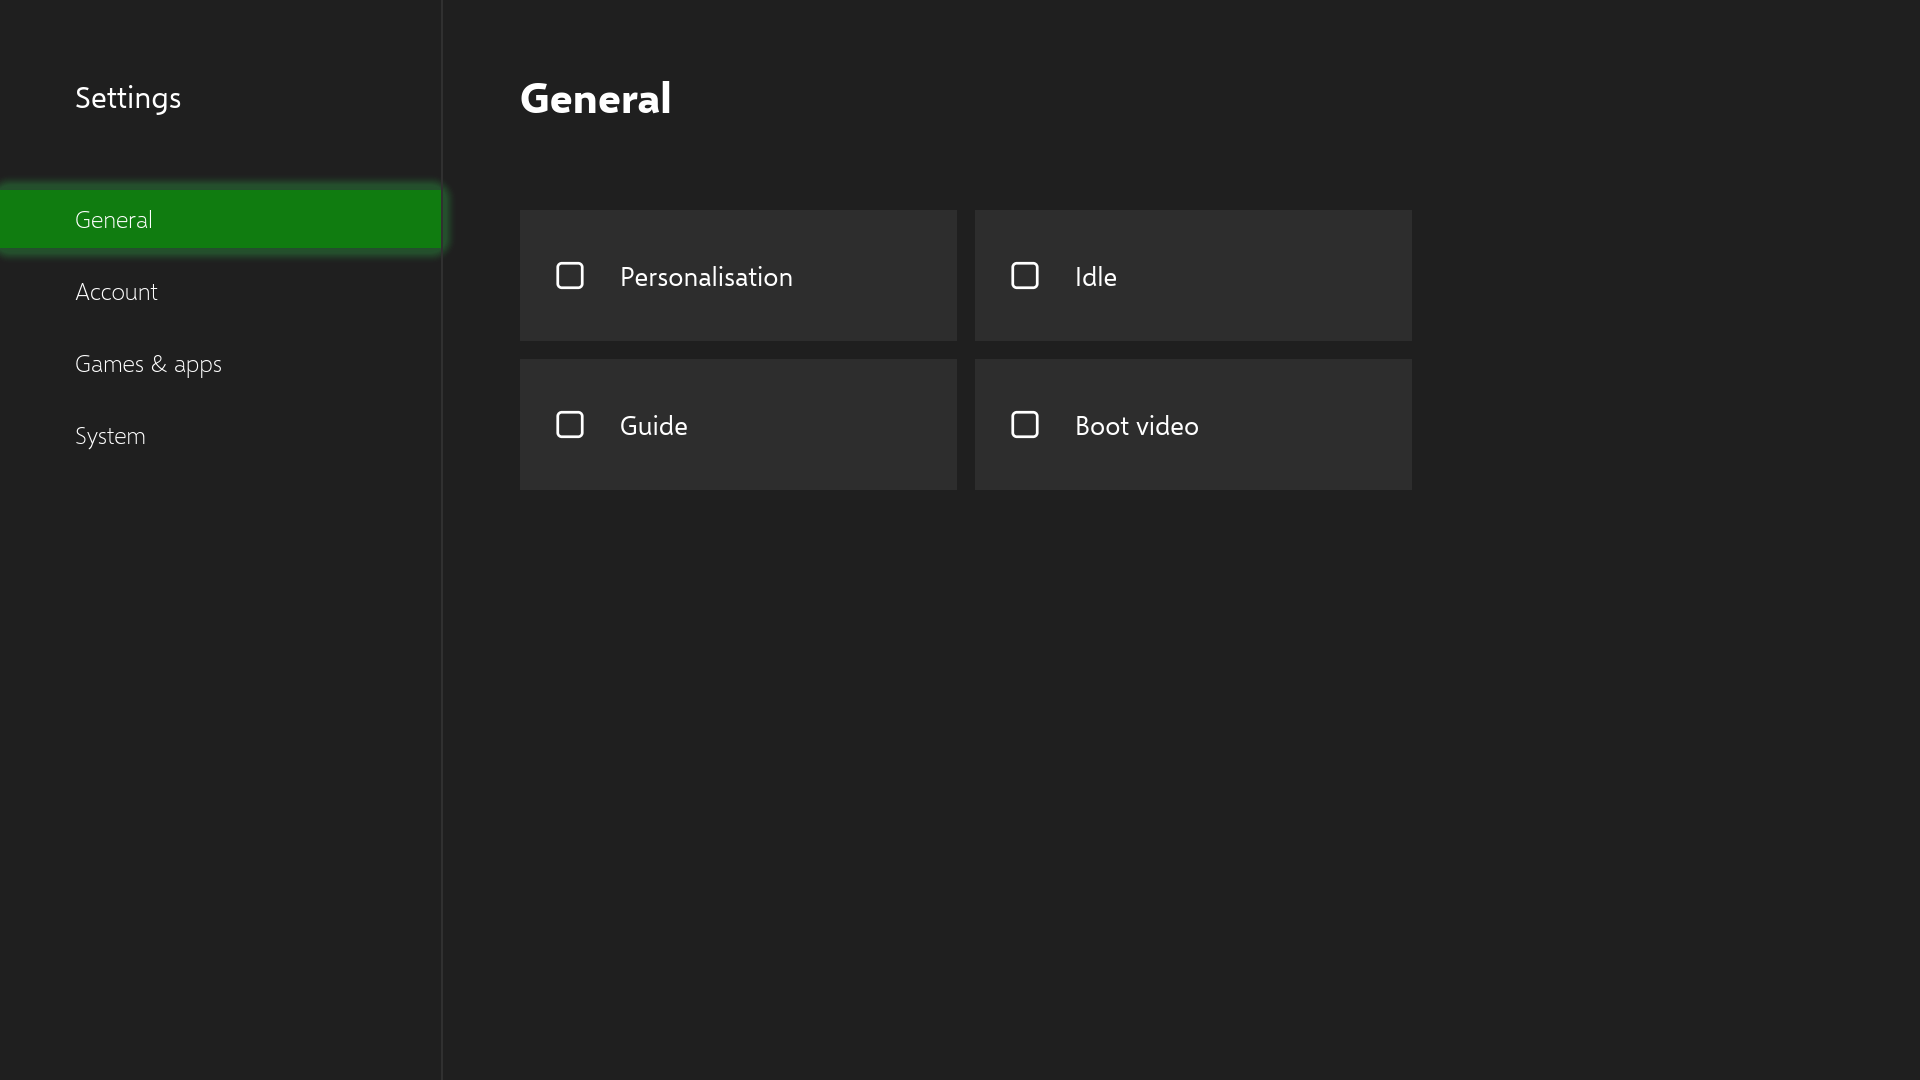 Settings
General
Account
Games & apps
System
General
Personalisation
Idle
Guide
Boot video